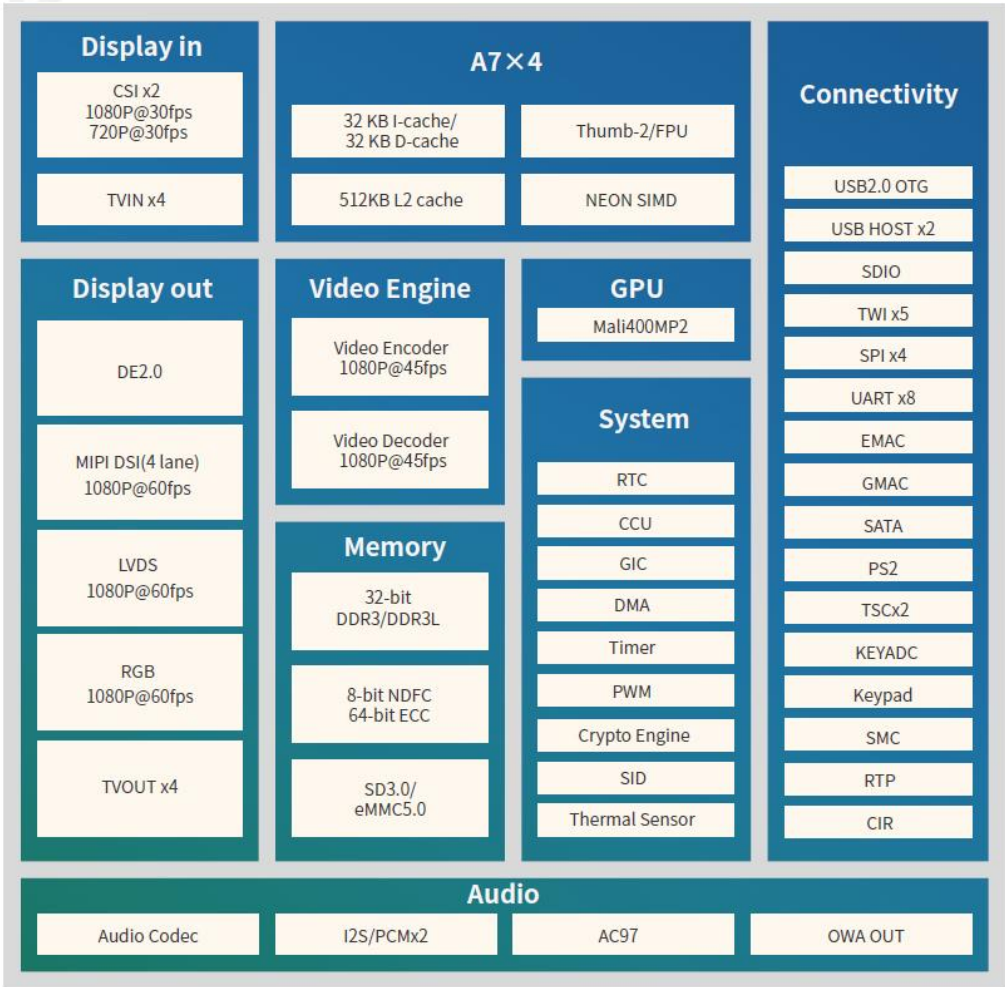 Display in
CSI x2
1080P@30fps
720P@30fps
TVIN x4
A7×4
32 KB I-cache/
32 KB D-cache
Thumb-2/FPU
512KB L2 cache
NEON SIMD
Connectivity
USB2.0 OTG
USB HOST x2
SDIO
TWI x5
SPI x4
UART x8
EMAC
GMAC
SATA
PS2
TSCx2
KEYADC
Keypad
SMC
RTP
CIR
Display out
DE2.0
MIPI DSI(4 lane)
1080P@60fps
LVDS
1080P@60fps
RGB
1080P@60fps
TVOUT x4
Video Engine
Video Encoder
1080P@45fps
Video Decoder
1080P@45fps
GPU
Mali400MP2
Memory
32-bit
DDR3/DDR3L
8-bit NDFC
64-bit ECC
SD3.0/
eMMC5.0
System
RTC
CCU
GIC
DMA
Timer
PWM
Crypto Engine
SID
Thermal Sensor
Audio
Audio Codec
I2S/PCMx2
AC97
OWA OUT